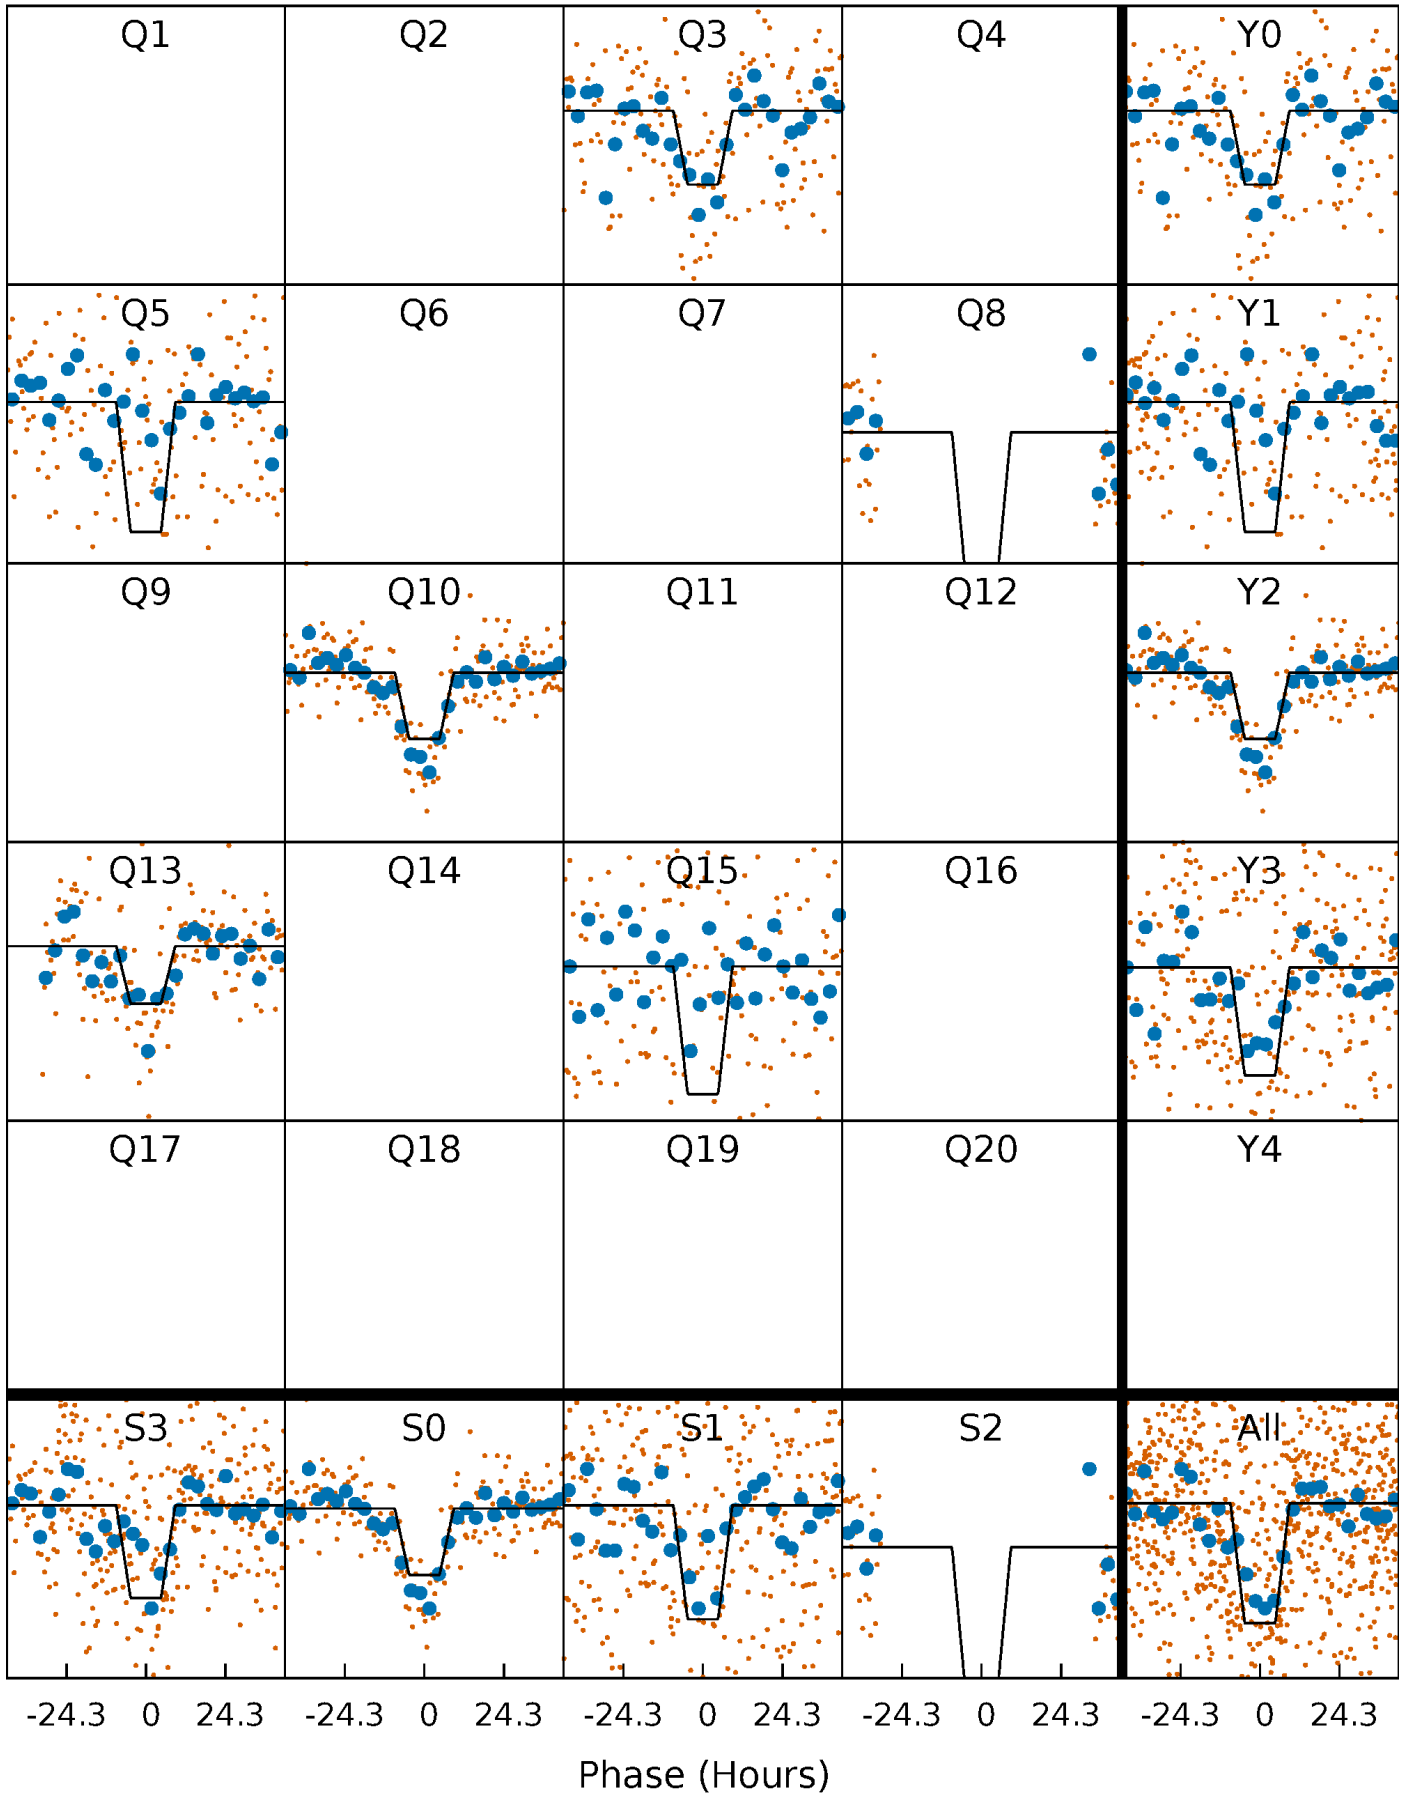 Q1 Q2 Q3 Q4 Y0
Q5 Q6 Q7 Q8 Y1
Q9 Q10 Q11 Q12 Y2
Q13 Q14 Q15 Q16 Y3
Q17 Q18 Q19 Q20 Y4
S3 S0 S1 S2 All
-24.3 0 24.3 -24.3 0 24.3 -24.3 0 24.3 -24.3 0 24.3 -24.3 0 24.3
Phase (Hours)